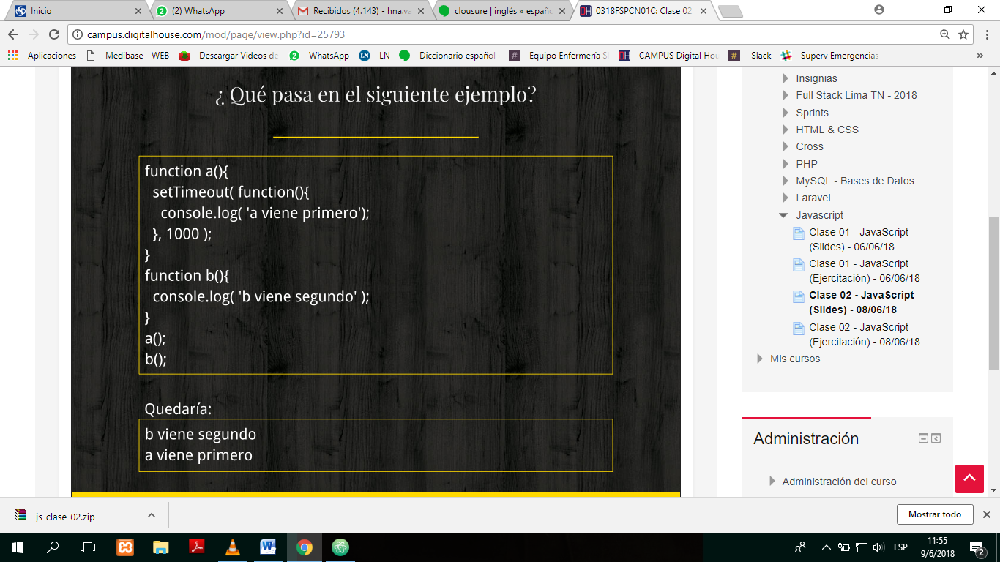 Inicio
(2) WhatsApp
Recibidos (4.143) - hna.va
clousure | inglés » españo
0318FSPCN01C: Clase 02
campus.digitalhouse.com/mod/page/view.php?id=25793
Aplicaciones
Medibase - WEB
Descargar Videos de
WhatsApp
LN
Diccionario español
Equipo Enfermería S
CAMPUS Digital Hou
Slack
Superv Emergencias
»
¿ Qué pasa en el siguiente ejemplo?
function a(){
setTimeout( function(){
console.log( 'a viene primero');
}, 1000 );
}
function b(){
console.log( 'b viene segundo' );
}
a();
b();
Quedaría:
b viene segundo
a viene primero
Insignias
Full Stack Lima TN - 2018
Sprints
HTML & CSS
Cross
PHP
MySQL - Bases de Datos
Laravel
Javascript
Clase 01 - JavaScript
(Slides) - 06/06/18
Clase 01 - JavaScript
(Ejercitación) - 06/06/18
Clase 02 - JavaScript
(Slides) - 08/06/18
Clase 02 - JavaScript
(Ejercitación) - 08/06/18
Mis cursos
Administración
Administración del curso
js-clase-02.zip
Mostrar todo
ESP
11:55
9/6/2018
2